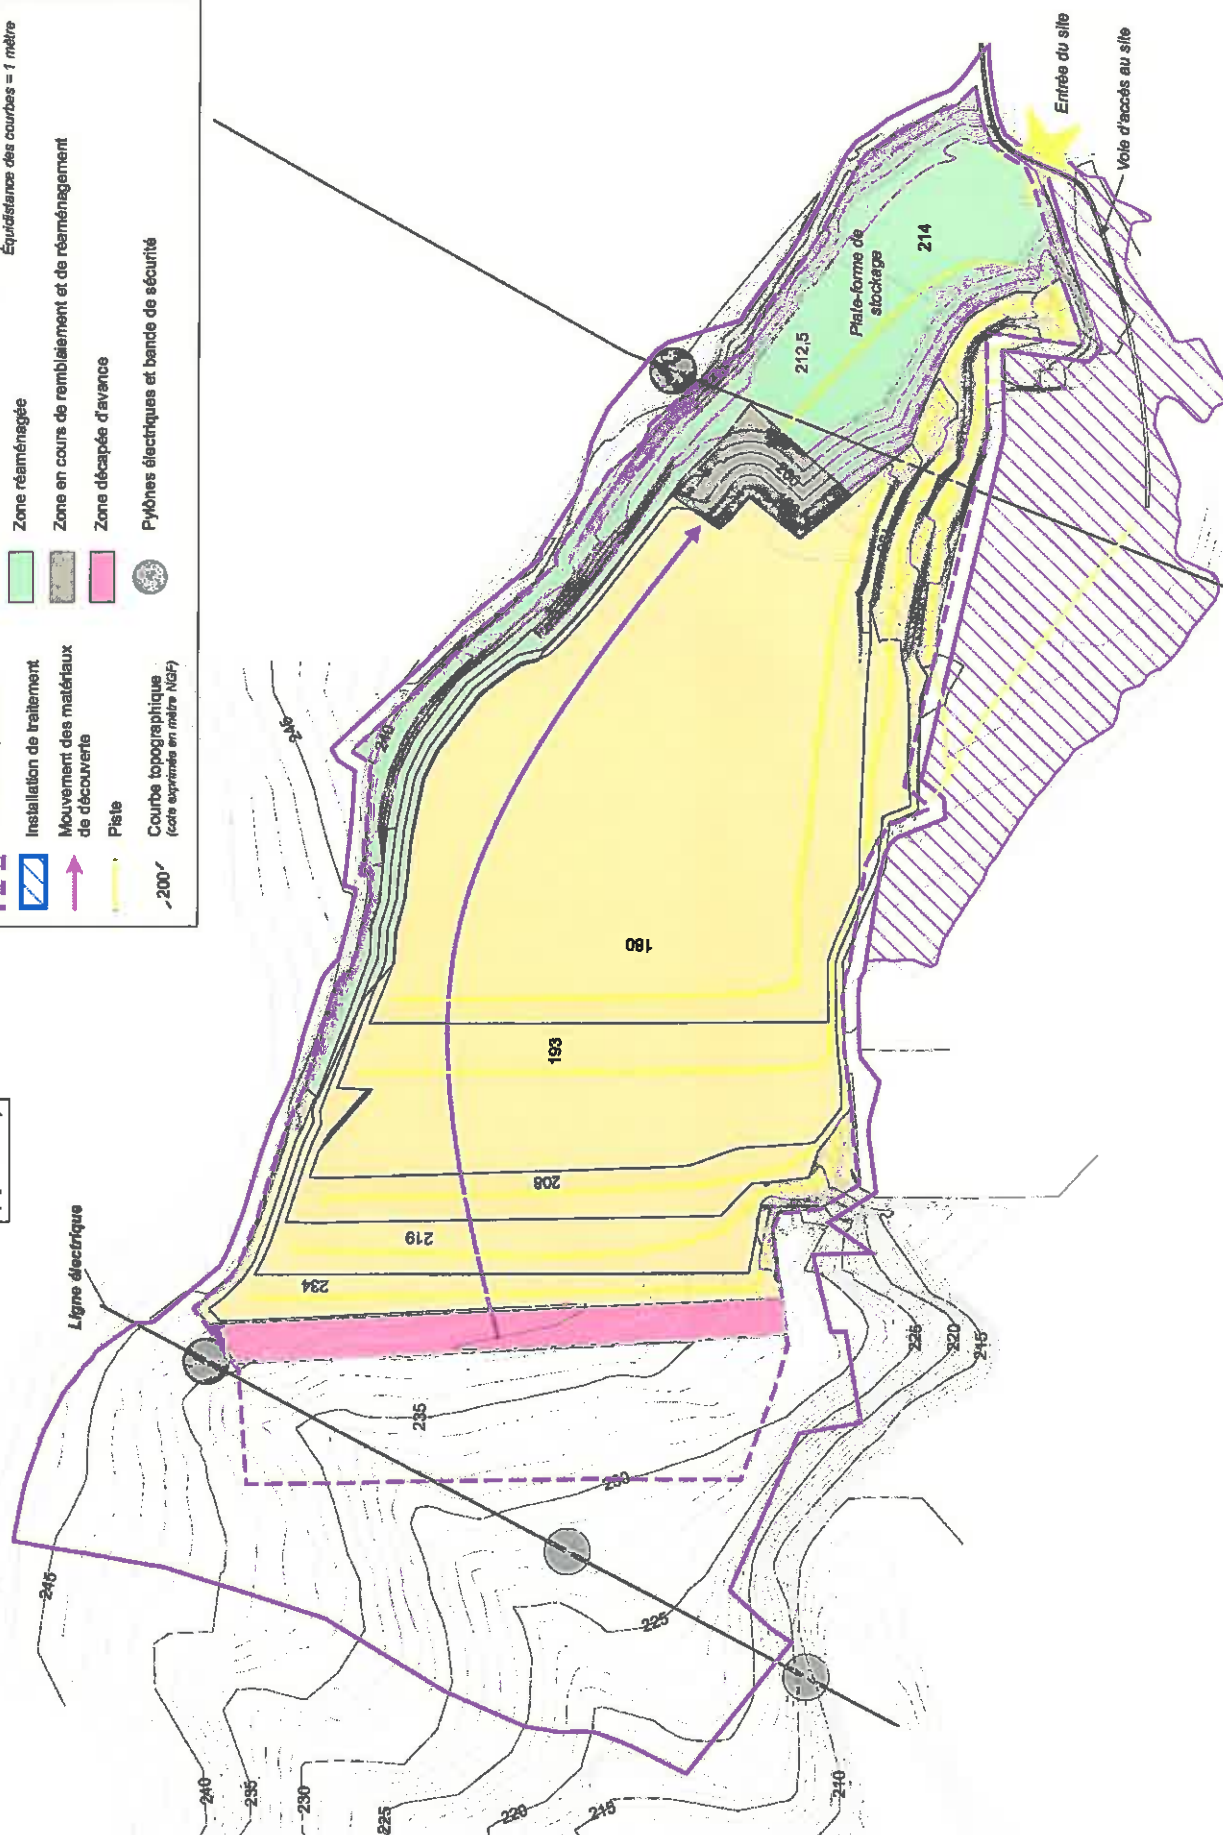 Equidistance des courbes = 1 mètre
Zone réaménagée
Zone en cours de remblaiement et de réaménagement
Zone décapée d'avance
Pylônes électriques et bande de sécurité
Installation de traitement
Mouvement des matériaux
de découverte
Piste
200
Courbe topographique
(cote exprimée en mètre NGF)
Entrée du site
Voie d'accès au site
Plate-forme de
stockage
214
212,5
200
245
240
180
193
208
219
234
Ligne électrique
235
230
225
220
215
245
225
240
235
230
225
220
215
210